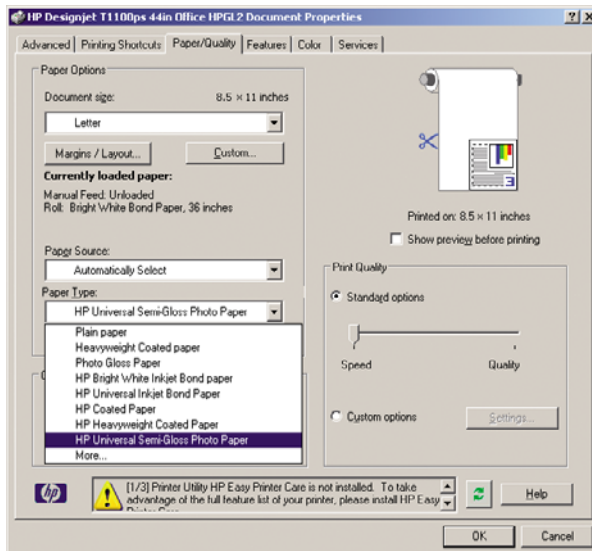 HP Designjet T1100ps 44in Office HPGL2 Document Properties
Advanced Printing Shortcuts Paper/Quality Features Color Services
Paper Options
Document size: 8.5 × 11 inches
Letter
Margins / Layout... Custom...
Currently loaded paper:
Manual Feed: Unloaded
Roll: Bright White Bond Paper, 36 inches
Paper Source:
Automatically Select
Paper Type:
HP Universal Semi-Gloss Photo Paper
Plain paper
Heavyweight Coated paper
Photo Gloss Paper
HP Bright White Inkjet Bond paper
HP Universal Inkjet Bond paper
HP Coated Paper
HP Heavyweight Coated Paper
HP Universal Semi-Gloss Photo Paper
More...
3
Printed on: 8.5 × 11 inches
Show preview before printing
Print Quality
Standard options
Speed Quality
Custom options Settings...
hp
[1/3] Printer Utility HP Easy Printer Care is not installed. To take
advantage of the full feature list of your printer, please install HP Easy
Printer Care
Help
OK Cancel